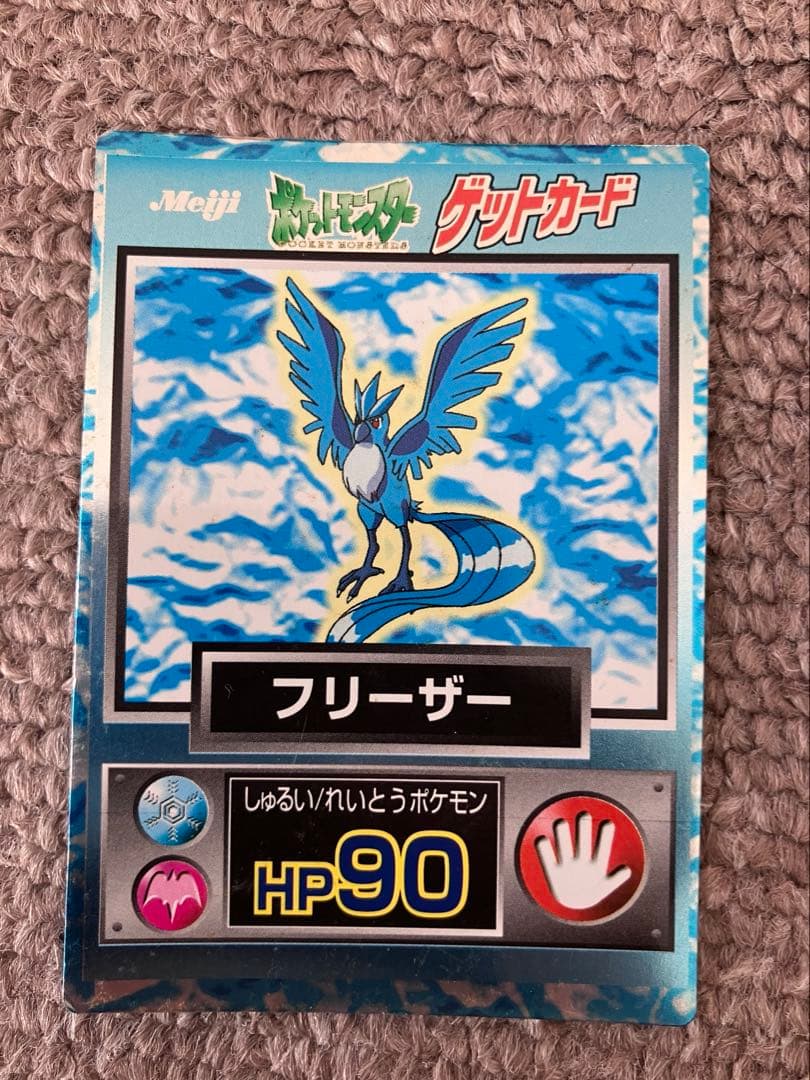 Meiji ポケットモンスター ゲットカード
POCKET MONSTERS
フリーザー
しゅるい/れいとうポケモン
HP90